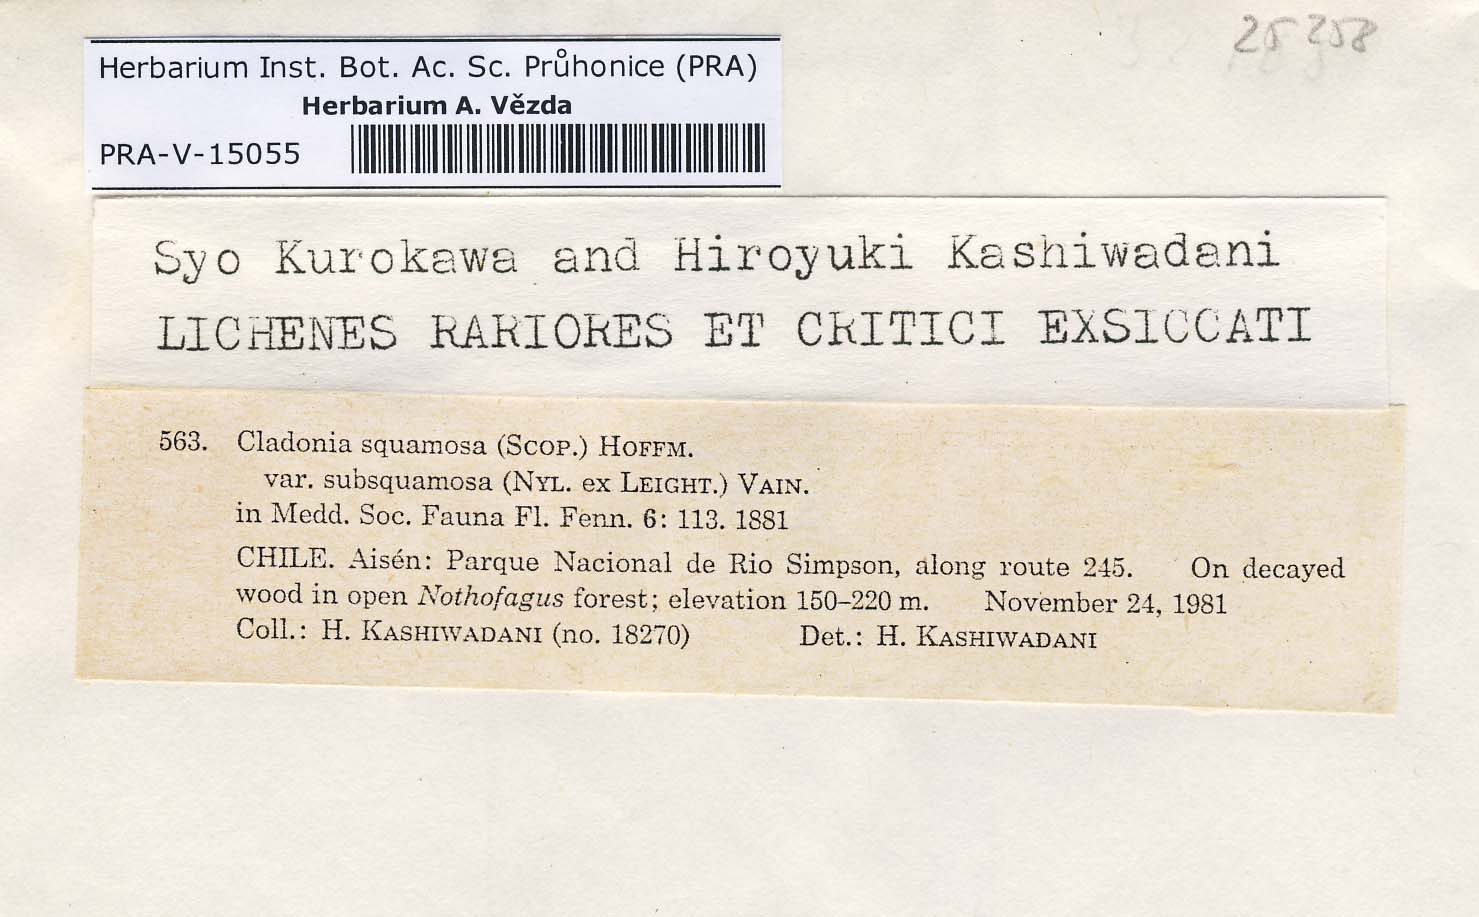 25358
Herbarium Inst. Bot. Ac. Sc. Průhonice (PRA)
Herbarium A. Vězda
PRA-V-15055
Syo Kurokawa and Hiroyuki Kashiwadani
LICHENES RARIORES ET CRITICI EXSICCATI
563. Cladonia squamosa (SCOP.) HOFFM.
var. subsquamosa (NYL. ex LEIGHT.) VAIN.
in Medd. Soc. Fauna Fl. Fenn. 6: 113. 1881
CHILE. Aisén: Parque Nacional de Rio Simpson, along route 245. On decayed
wood in open Nothofagus forest; elevation 150–220 m. November 24, 1981
Coll.: H. KASHIWADANI (no. 18270) Det.: H. KASHIWADANI